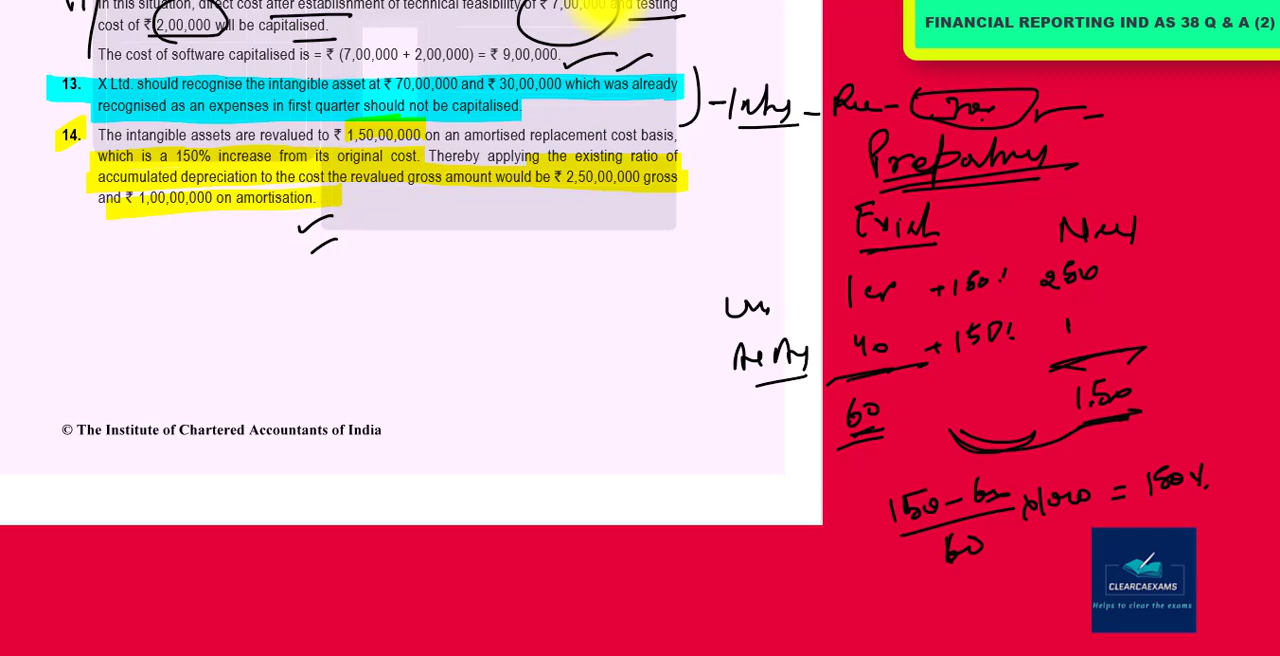 In this situation, direct cost after establishment of technical feasibility of ₹ 7,00,000 and testing
cost of ₹ 2,00,000 will be capitalised.
The cost of software capitalised is = ₹ (7,00,000 + 2,00,000) = ₹ 9,00,000.
13. X Ltd. should recognise the intangible asset at ₹ 70,00,000 and ₹ 30,00,000 which was already
recognised as an expenses in first quarter should not be capitalised.
14. The intangible assets are revalued to ₹ 1,50,00,000 on an amortised replacement cost basis,
which is a 150% increase from its original cost. Thereby applying the existing ratio of
accumulated depreciation to the cost the revalued gross amount would be ₹ 2,50,00,000 gross
and ₹ 1,00,00,000 on amortisation.
© The Institute of Chartered Accountants of India
FINANCIAL REPORTING IND AS 38 Q & A (2)
1 cr +150% 250
40 +150% 1
60 1.50
150 - 60
60
x100 = 150%
CLEARCAEXAMS
Helps to clear the exams